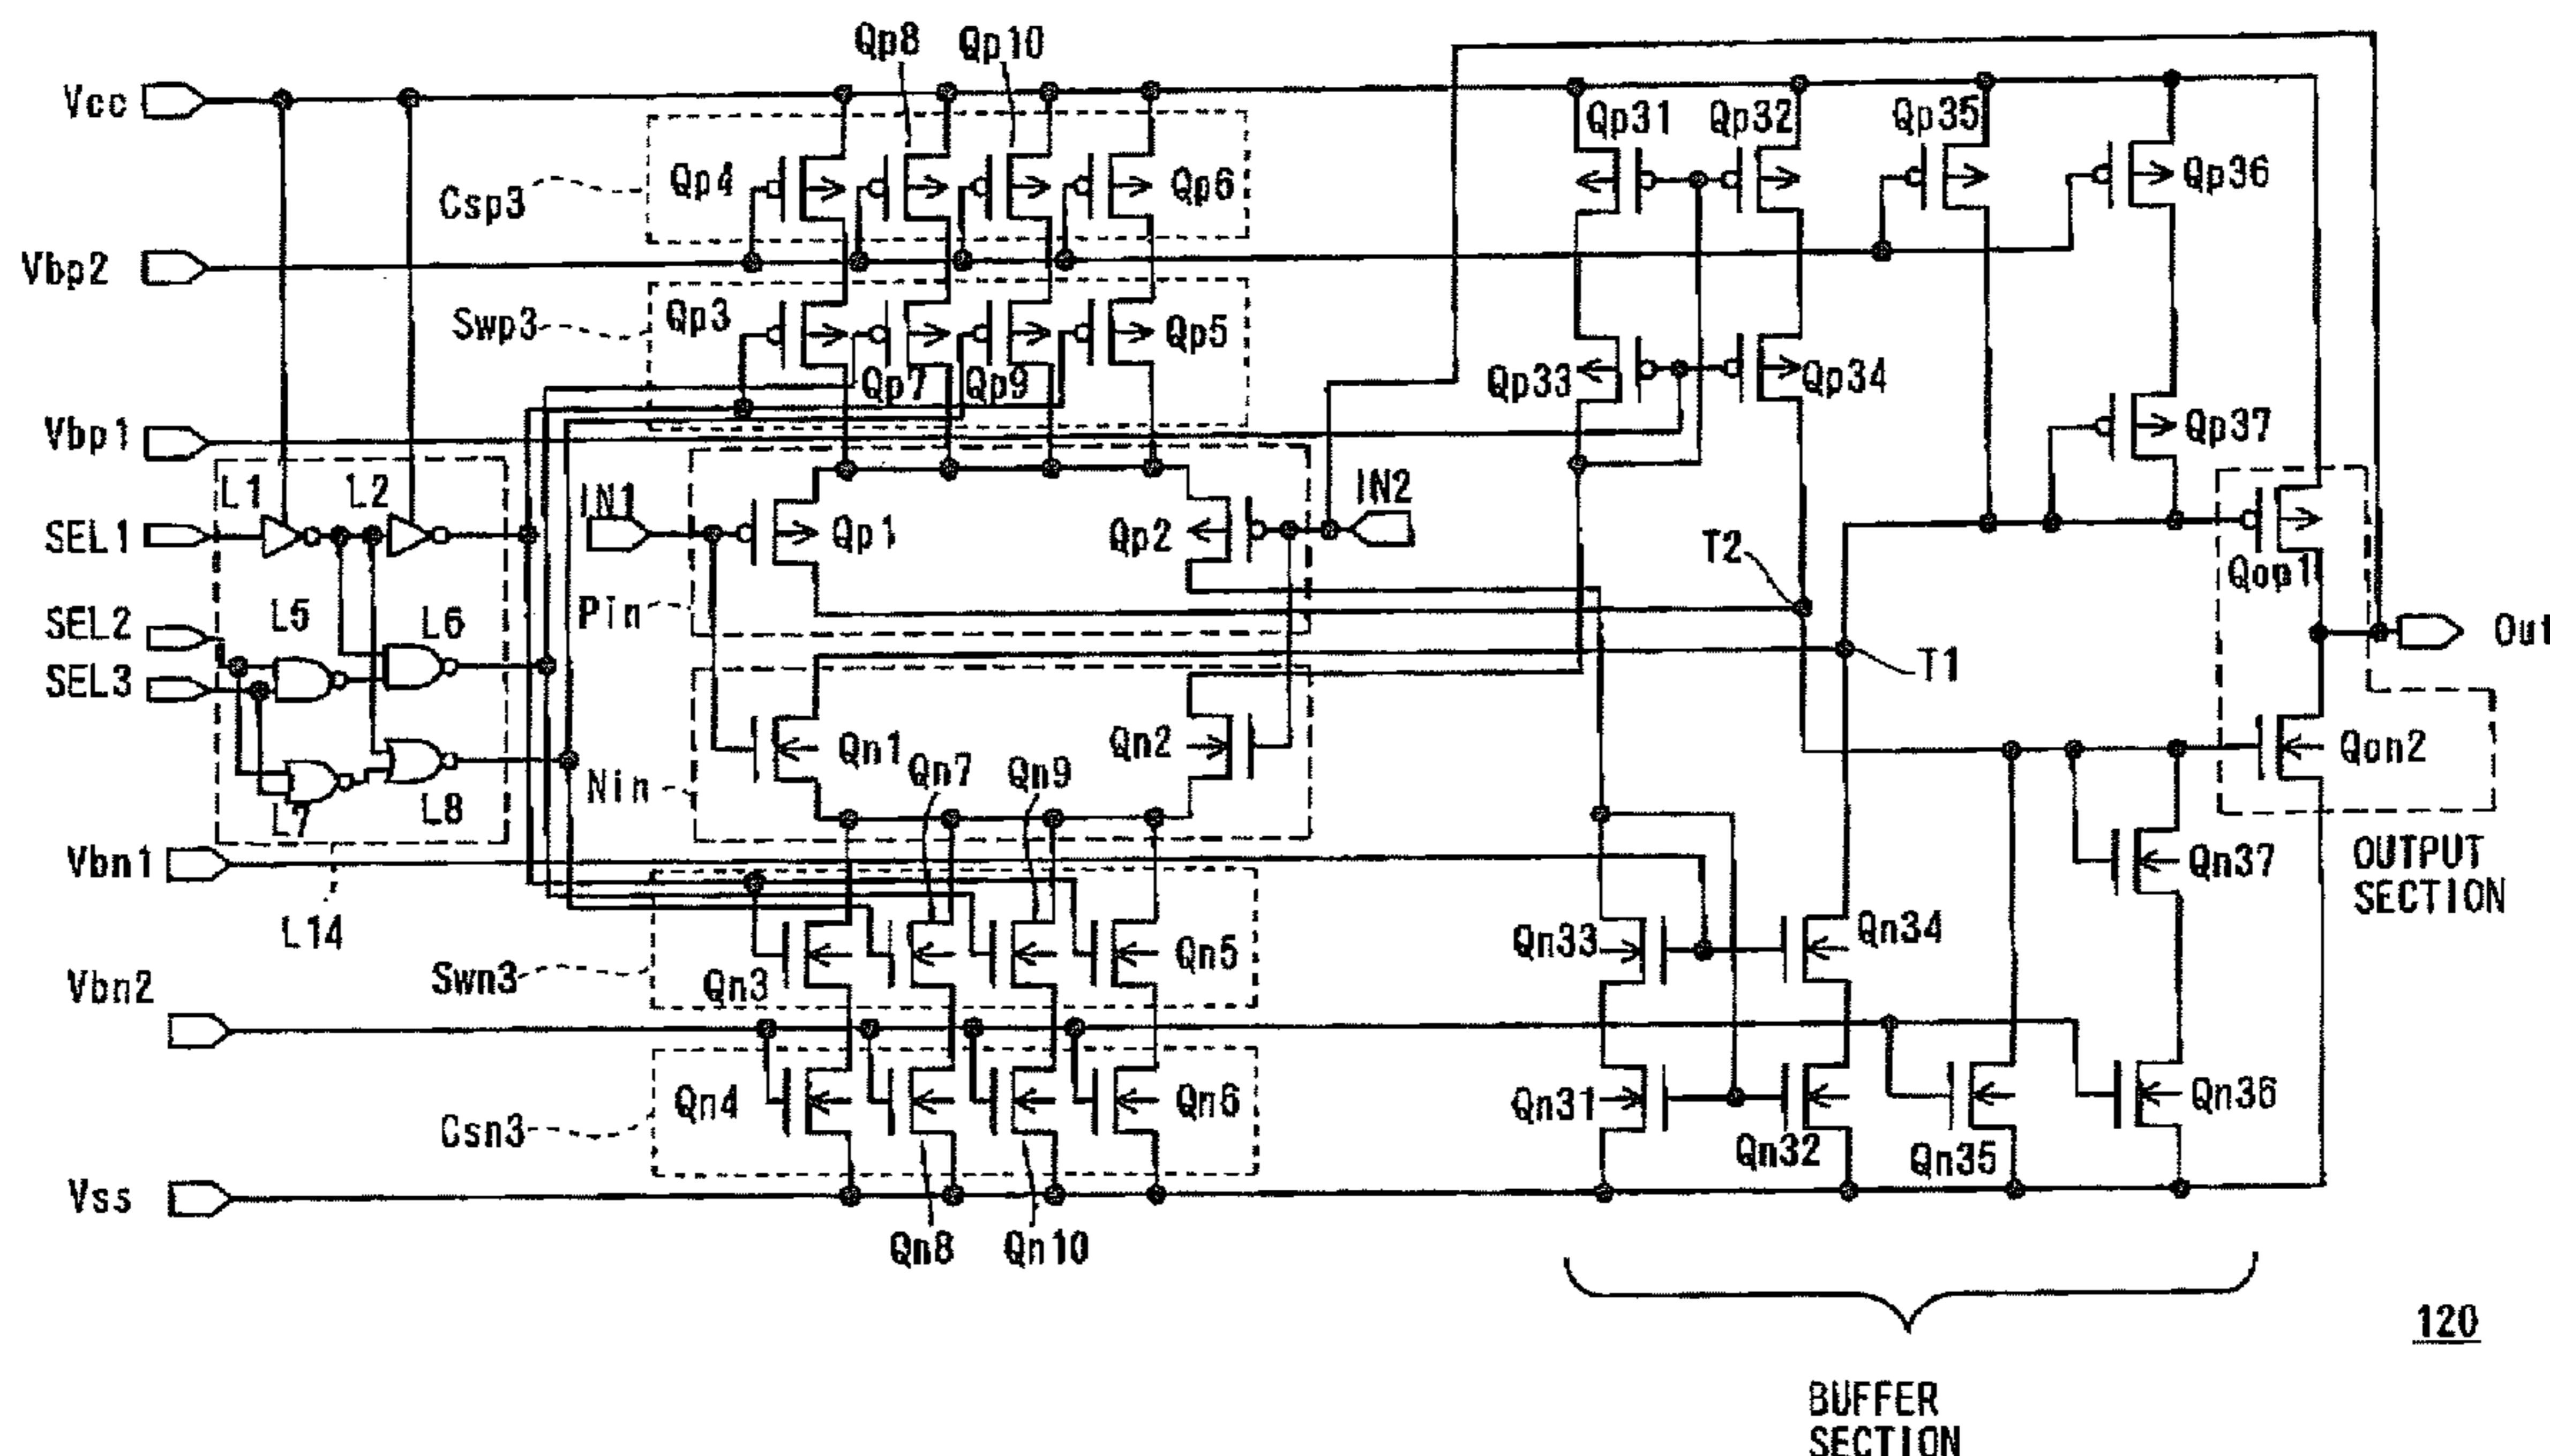 Qp8
Qp10
Vcc
Qp31
Qp32
Qp35
Qp4
Qp6
Qp36
Csp3
Vbp2
Swp3
Qp3
Qp5
Qp7
Qp9
Qp33
Qp34
Qp37
Vbp1
L1
L2
IN1
IN2
SEL1
Qp1
Qp2
T2
Qop1
SEL2
L5
L6
Pin
Out
SEL3
T1
Qn1
Qn2
Qon2
Nin
Qn7
Qn9
L7
L8
Vbn1
Qn37
OUTPUT
SECTION
L14
Qn33
Qn34
Swn3
Qn3
Qn5
Vbn2
Qn4
Qn6
Qn31
Qn36
Csn3
Qn32
Qn35
Vss
Qn8
Qn10
120
BUFFER
SECTION